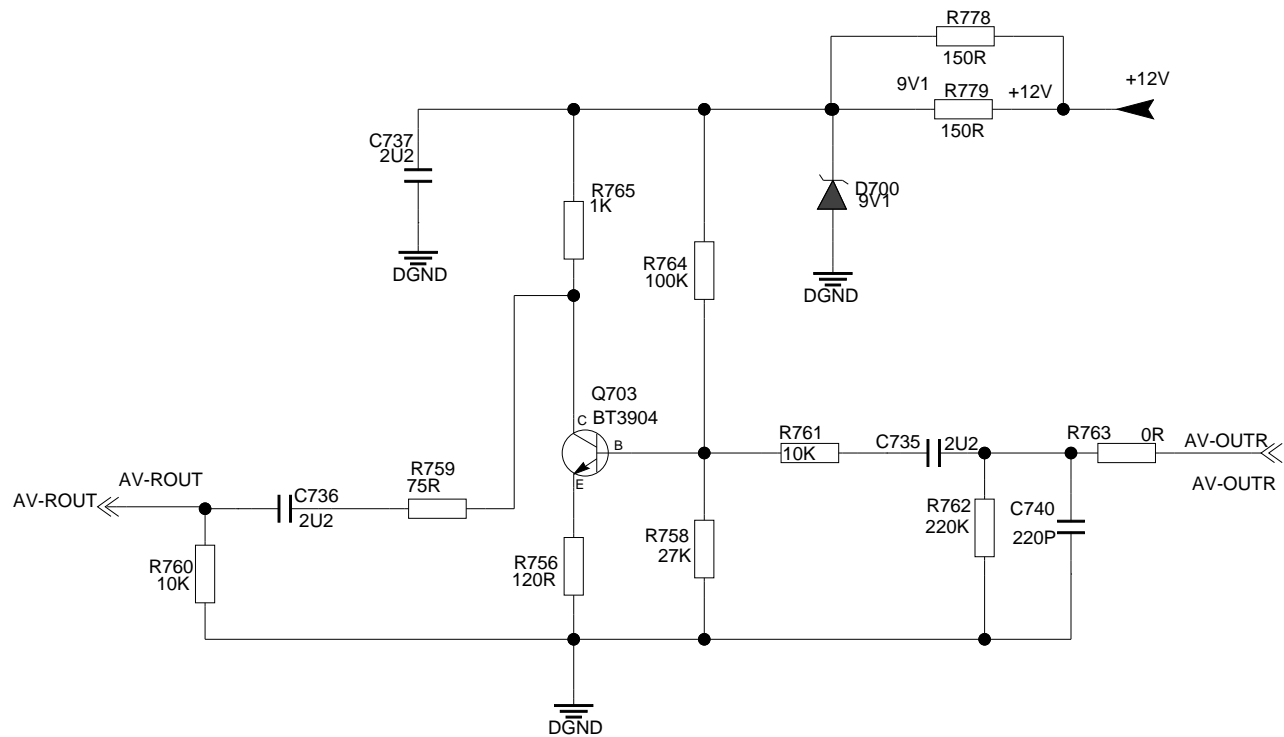 R778
150R
+12V
9V1
R779
+12V
150R
C737
2U2
DGND
R765
1K
D700
9V1
DGND
R764
100K
Q703
BT3904
C
B
E
R761
10K
C735
2U2
R763
0R
AV-OUTR
AV-OUTR
R762
220K
C740
220P
R759
75R
AV-ROUT
AV-ROUT
C736
2U2
R760
10K
R756
120R
R758
27K
DGND